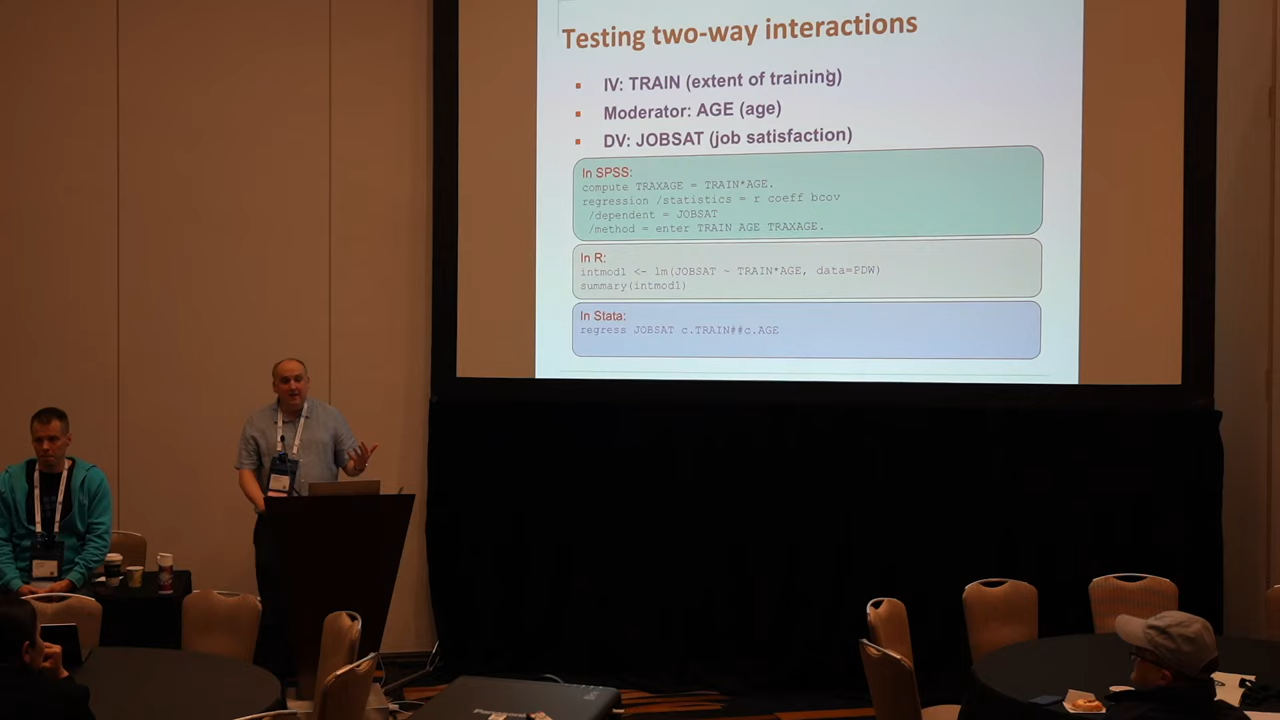 Testing two-way interactions
▪ IV: TRAIN (extent of training)
▪ Moderator: AGE (age)
▪ DV: JOBSAT (job satisfaction)
In SPSS:
compute TRAXAGE = TRAIN*AGE.
regression /statistics = r coeff bcov
/dependent = JOBSAT
/method = enter TRAIN AGE TRAXAGE.
In R:
intmodl <- lm(JOBSAT ~ TRAIN*AGE, data=PDW)
summary(intmodl)
In Stata:
regress JOBSAT c.TRAIN##c.AGE